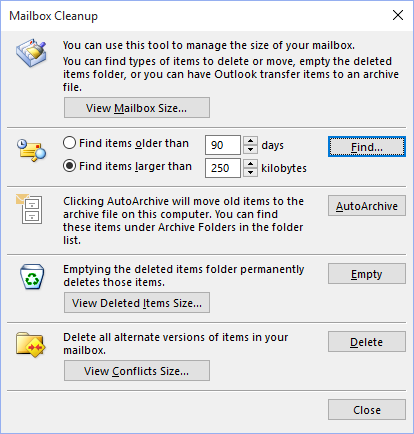 Mailbox Cleanup
You can use this tool to manage the size of your mailbox.
You can find types of items to delete or move, empty the deleted
items folder, or you can have Outlook transfer items to an archive
file.
View Mailbox Size...
Find items older than 90 days
Find...
Find items larger than 250 kilobytes
Clicking AutoArchive will move old items to the
archive file on this computer. You can find
these items under Archive Folders in the folder
list.
AutoArchive
Emptying the deleted items folder permanently
deletes those items.
Empty
View Deleted Items Size...
Delete all alternate versions of items in your
mailbox.
Delete
View Conflicts Size...
Close